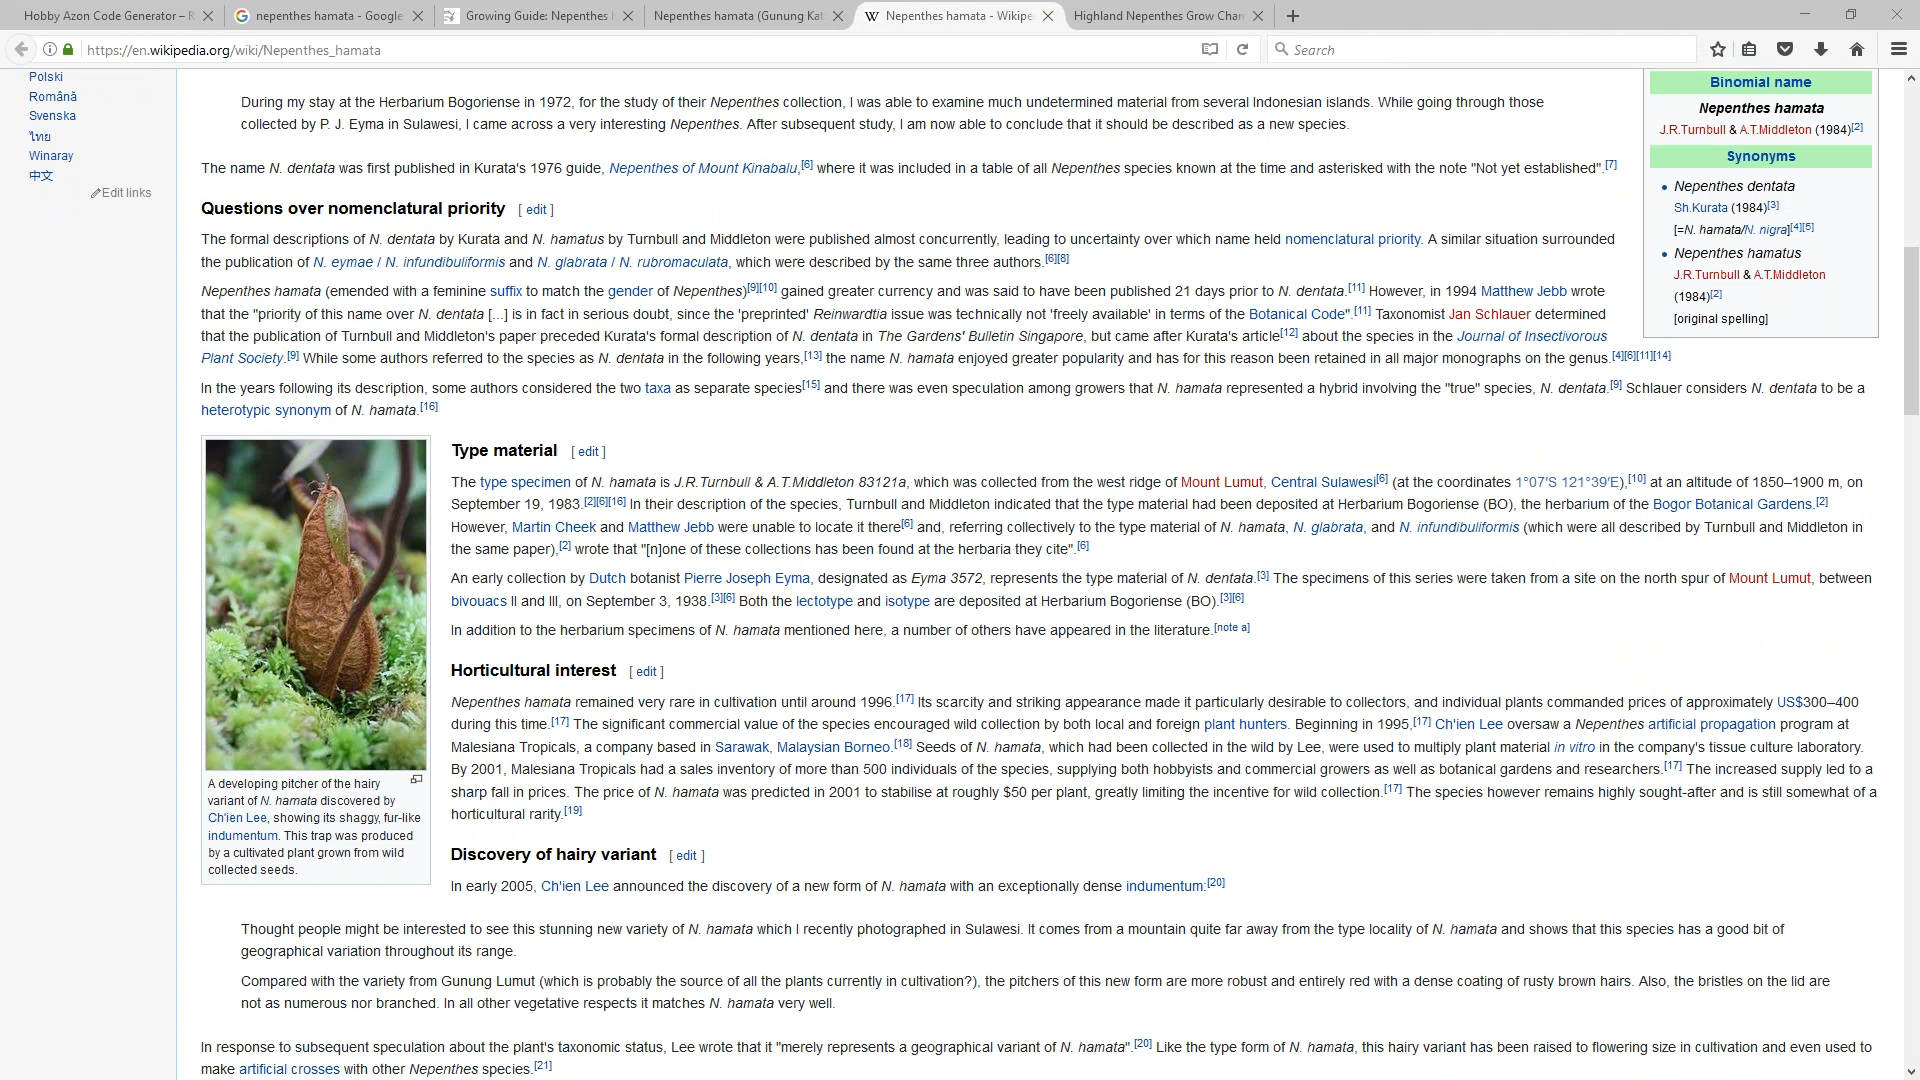 Hobby Azon Code Generator – R
nepenthes hamata - Google
Growing Guide: Nepenthes
Nepenthes hamata (Gunung Kat
Nepenthes hamata - Wikipe
Highland Nepenthes Grow Cham
https://en.wikipedia.org/wiki/Nepenthes_hamata
Search
Polski
Română
Svenska
ไทย
Winaray
中文
Edit links
During my stay at the Herbarium Bogoriense in 1972, for the study of their Nepenthes collection, I was able to examine much undetermined material from several Indonesian islands. While going through those
collected by P. J. Eyma in Sulawesi, I came across a very interesting Nepenthes. After subsequent study, I am now able to conclude that it should be described as a new species.
The name N. dentata was first published in Kurata's 1976 guide, Nepenthes of Mount Kinabalu,[6] where it was included in a table of all Nepenthes species known at the time and asterisked with the note "Not yet established".[7]
Binomial name
Nepenthes hamata
J.R.Turnbull & A.T.Middleton (1984)[2]
Synonyms
• Nepenthes dentata
Sh.Kurata (1984)[3]
[=N. hamata/N. nigra][4][5]
• Nepenthes hamatus
J.R.Turnbull & A.T.Middleton
(1984)[2]
[original spelling]
Questions over nomenclatural priority [ edit ]
The formal descriptions of N. dentata by Kurata and N. hamatus by Turnbull and Middleton were published almost concurrently, leading to uncertainty over which name held nomenclatural priority. A similar situation surrounded
the publication of N. eymae / N. infundibuliformis and N. glabrata / N. rubromaculata, which were described by the same three authors.[6][8]
Nepenthes hamata (emended with a feminine suffix to match the gender of Nepenthes)[9][10] gained greater currency and was said to have been published 21 days prior to N. dentata.[11] However, in 1994 Matthew Jebb wrote
that the "priority of this name over N. dentata [...] is in fact in serious doubt, since the 'preprinted' Reinwardtia issue was technically not 'freely available' in terms of the Botanical Code".[11] Taxonomist Jan Schlauer determined
that the publication of Turnbull and Middleton's paper preceded Kurata's formal description of N. dentata in The Gardens' Bulletin Singapore, but came after Kurata's article[12] about the species in the Journal of Insectivorous
Plant Society.[9] While some authors referred to the species as N. dentata in the following years,[13] the name N. hamata enjoyed greater popularity and has for this reason been retained in all major monographs on the genus.[4][6][11][14]
In the years following its description, some authors considered the two taxa as separate species[15] and there was even speculation among growers that N. hamata represented a hybrid involving the "true" species, N. dentata.[9] Schlauer considers N. dentata to be a
heterotypic synonym of N. hamata.[16]
A developing pitcher of the hairy
variant of N. hamata discovered by
Ch'ien Lee, showing its shaggy, fur-like
indumentum. This trap was produced
by a cultivated plant grown from wild
collected seeds.
Type material [ edit ]
The type specimen of N. hamata is J.R.Turnbull & A.T.Middleton 83121a, which was collected from the west ridge of Mount Lumut, Central Sulawesi[6] (at the coordinates 1°07′S 121°39′E),[10] at an altitude of 1850–1900 m, on
September 19, 1983.[2][6][16] In their description of the species, Turnbull and Middleton indicated that the type material had been deposited at Herbarium Bogoriense (BO), the herbarium of the Bogor Botanical Gardens.[2]
However, Martin Cheek and Matthew Jebb were unable to locate it there[6] and, referring collectively to the type material of N. hamata, N. glabrata, and N. infundibuliformis (which were all described by Turnbull and Middleton in
the same paper),[2] wrote that "[n]one of these collections has been found at the herbaria they cite".[6]
An early collection by Dutch botanist Pierre Joseph Eyma, designated as Eyma 3572, represents the type material of N. dentata.[3] The specimens of this series were taken from a site on the north spur of Mount Lumut, between
bivouacs II and III, on September 3, 1938.[3][6] Both the lectotype and isotype are deposited at Herbarium Bogoriense (BO).[3][6]
In addition to the herbarium specimens of N. hamata mentioned here, a number of others have appeared in the literature.[note a]
Horticultural interest [ edit ]
Nepenthes hamata remained very rare in cultivation until around 1996.[17] Its scarcity and striking appearance made it particularly desirable to collectors, and individual plants commanded prices of approximately US$300–400
during this time.[17] The significant commercial value of the species encouraged wild collection by both local and foreign plant hunters. Beginning in 1995,[17] Ch'ien Lee oversaw a Nepenthes artificial propagation program at
Malesiana Tropicals, a company based in Sarawak, Malaysian Borneo.[18] Seeds of N. hamata, which had been collected in the wild by Lee, were used to multiply plant material in vitro in the company's tissue culture laboratory.
By 2001, Malesiana Tropicals had a sales inventory of more than 500 individuals of the species, supplying both hobbyists and commercial growers as well as botanical gardens and researchers.[17] The increased supply led to a
sharp fall in prices. The price of N. hamata was predicted in 2001 to stabilise at roughly $50 per plant, greatly limiting the incentive for wild collection.[17] The species however remains highly sought-after and is still somewhat of a
horticultural rarity.[19]
Discovery of hairy variant [ edit ]
In early 2005, Ch'ien Lee announced the discovery of a new form of N. hamata with an exceptionally dense indumentum:[20]
Thought people might be interested to see this stunning new variety of N. hamata which I recently photographed in Sulawesi. It comes from a mountain quite far away from the type locality of N. hamata and shows that this species has a good bit of
geographical variation throughout its range.
Compared with the variety from Gunung Lumut (which is probably the source of all the plants currently in cultivation?), the pitchers of this new form are more robust and entirely red with a dense coating of rusty brown hairs. Also, the bristles on the lid are
not as numerous nor branched. In all other vegetative respects it matches N. hamata very well.
In response to subsequent speculation about the plant's taxonomic status, Lee wrote that it "merely represents a geographical variant of N. hamata".[20] Like the type form of N. hamata, this hairy variant has been raised to flowering size in cultivation and even used to
make artificial crosses with other Nepenthes species.[21]